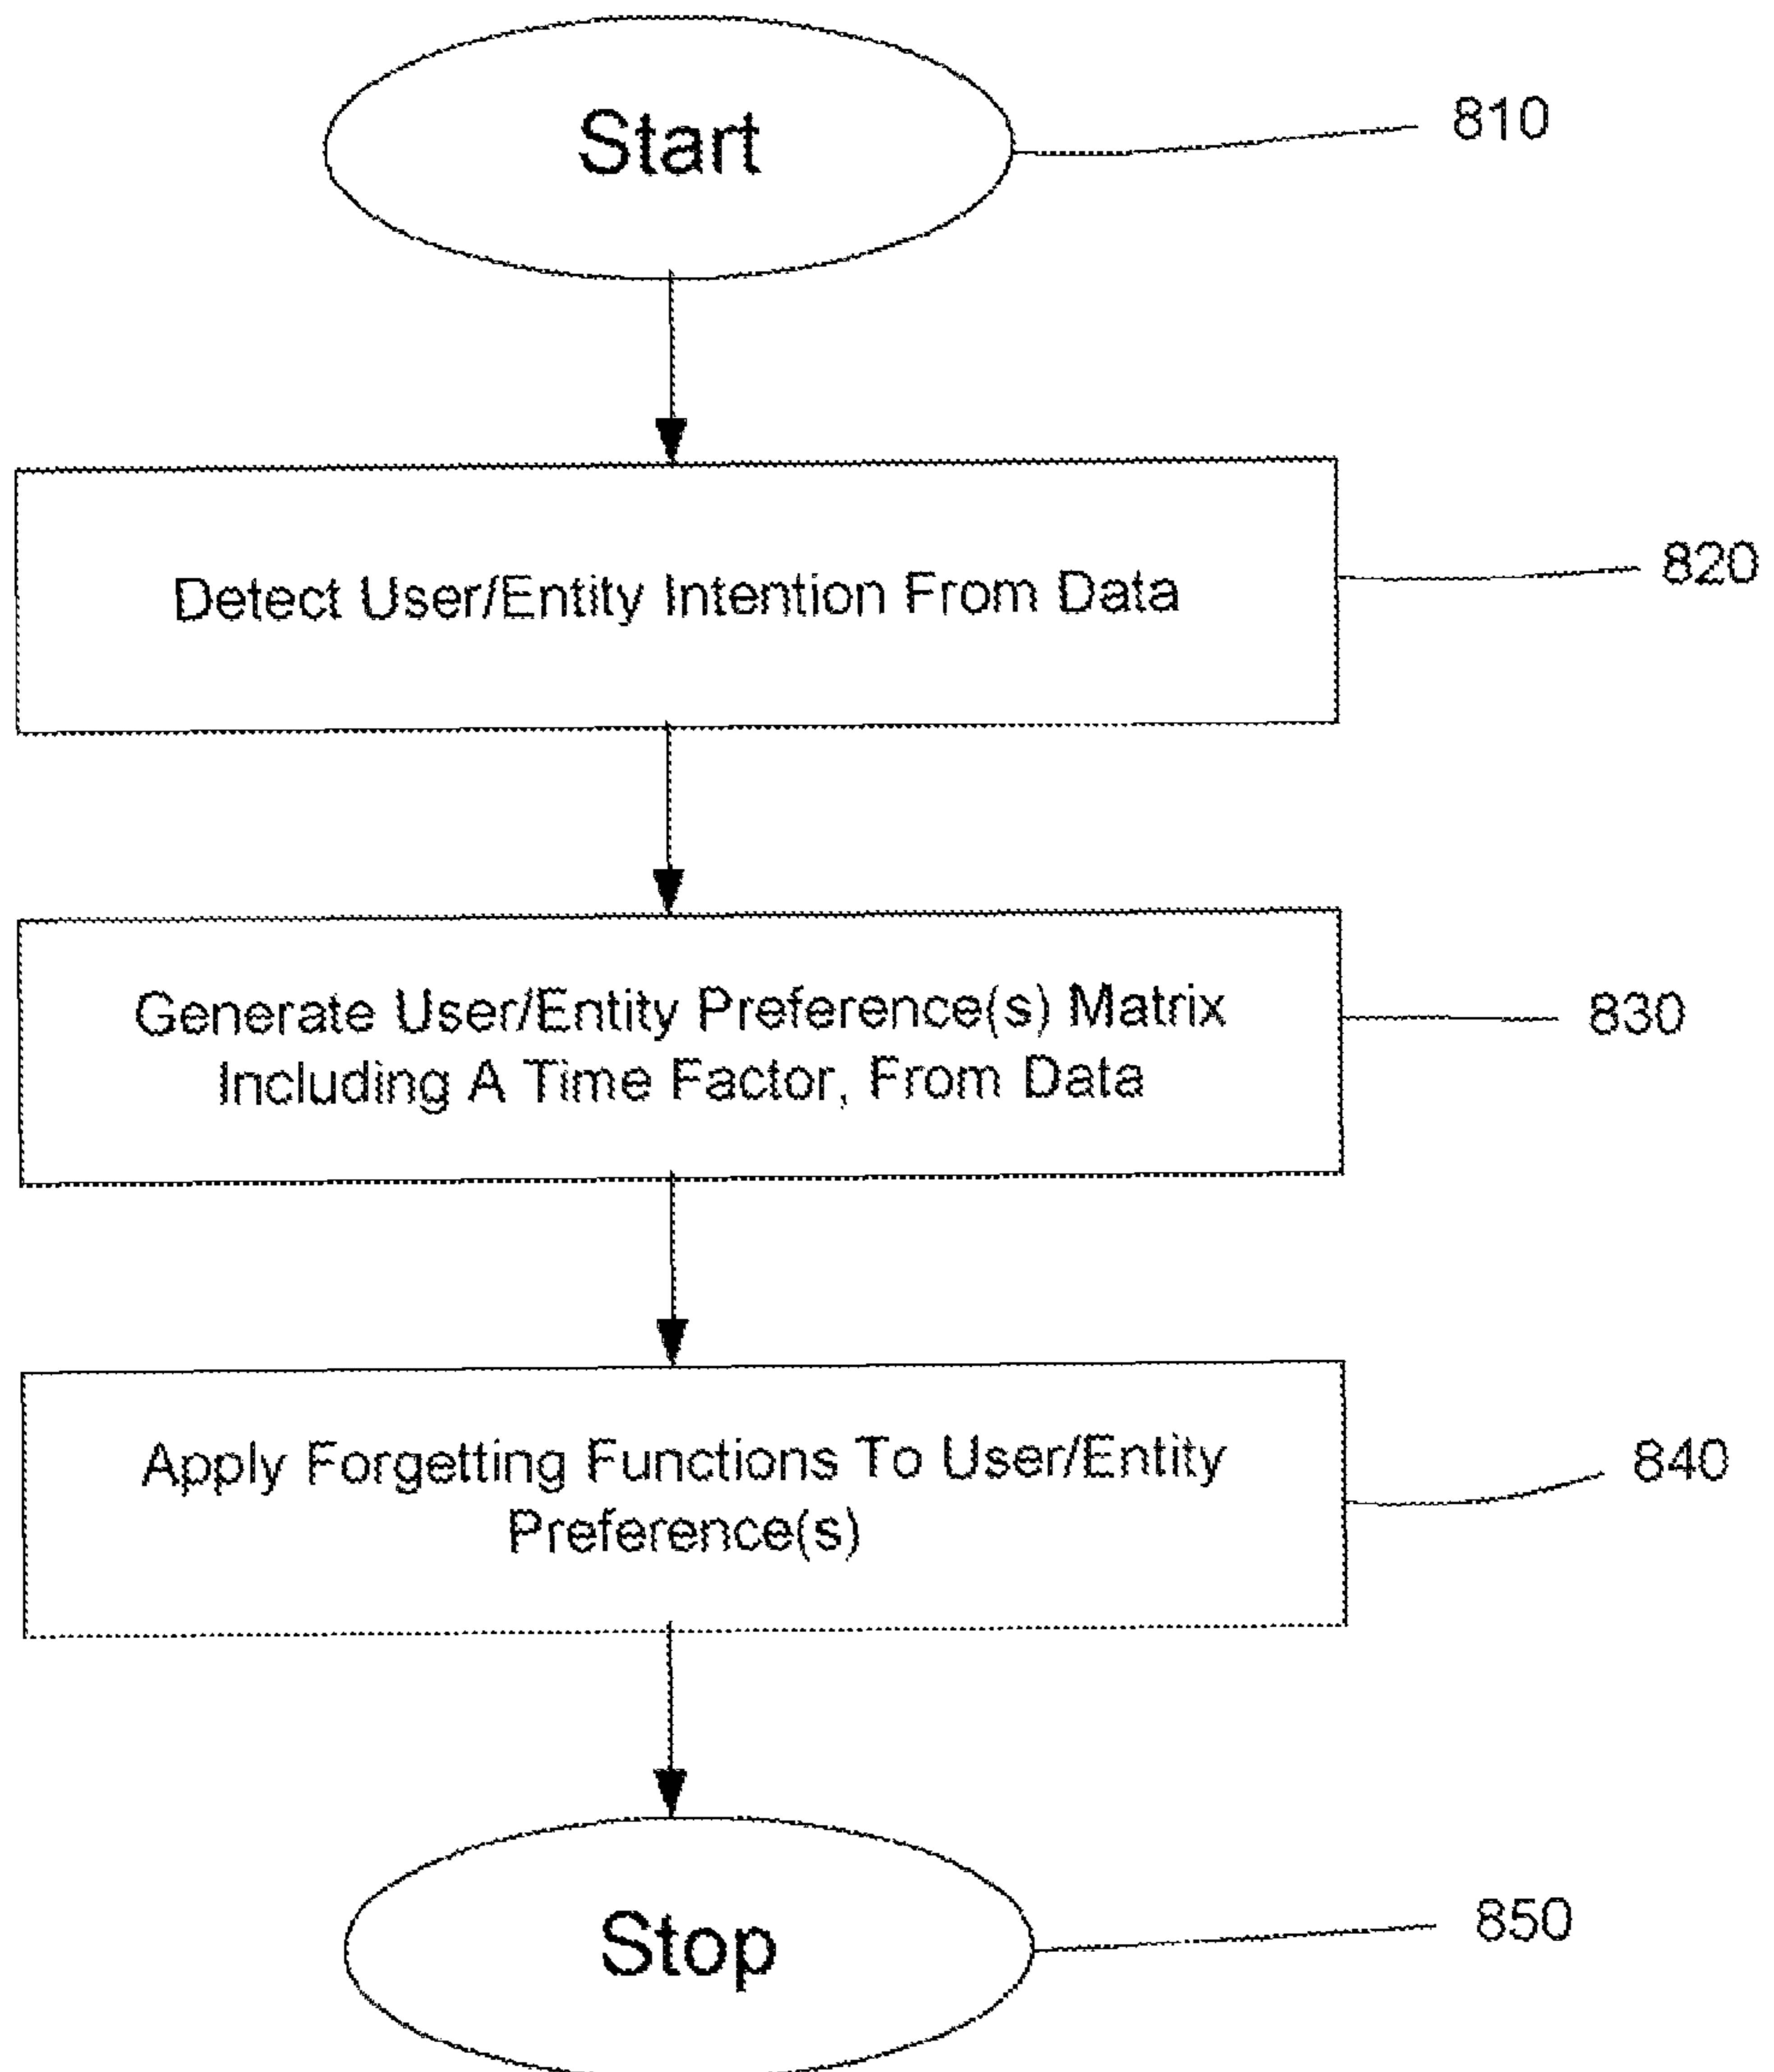 Start
810
Detect User/Entity Intention From Data
820
Generate User/Entity Preference(s) Matrix
Including A Time Factor, From Data
830
Apply Forgetting Functions To User/Entity
Preference(s)
840
Stop
850